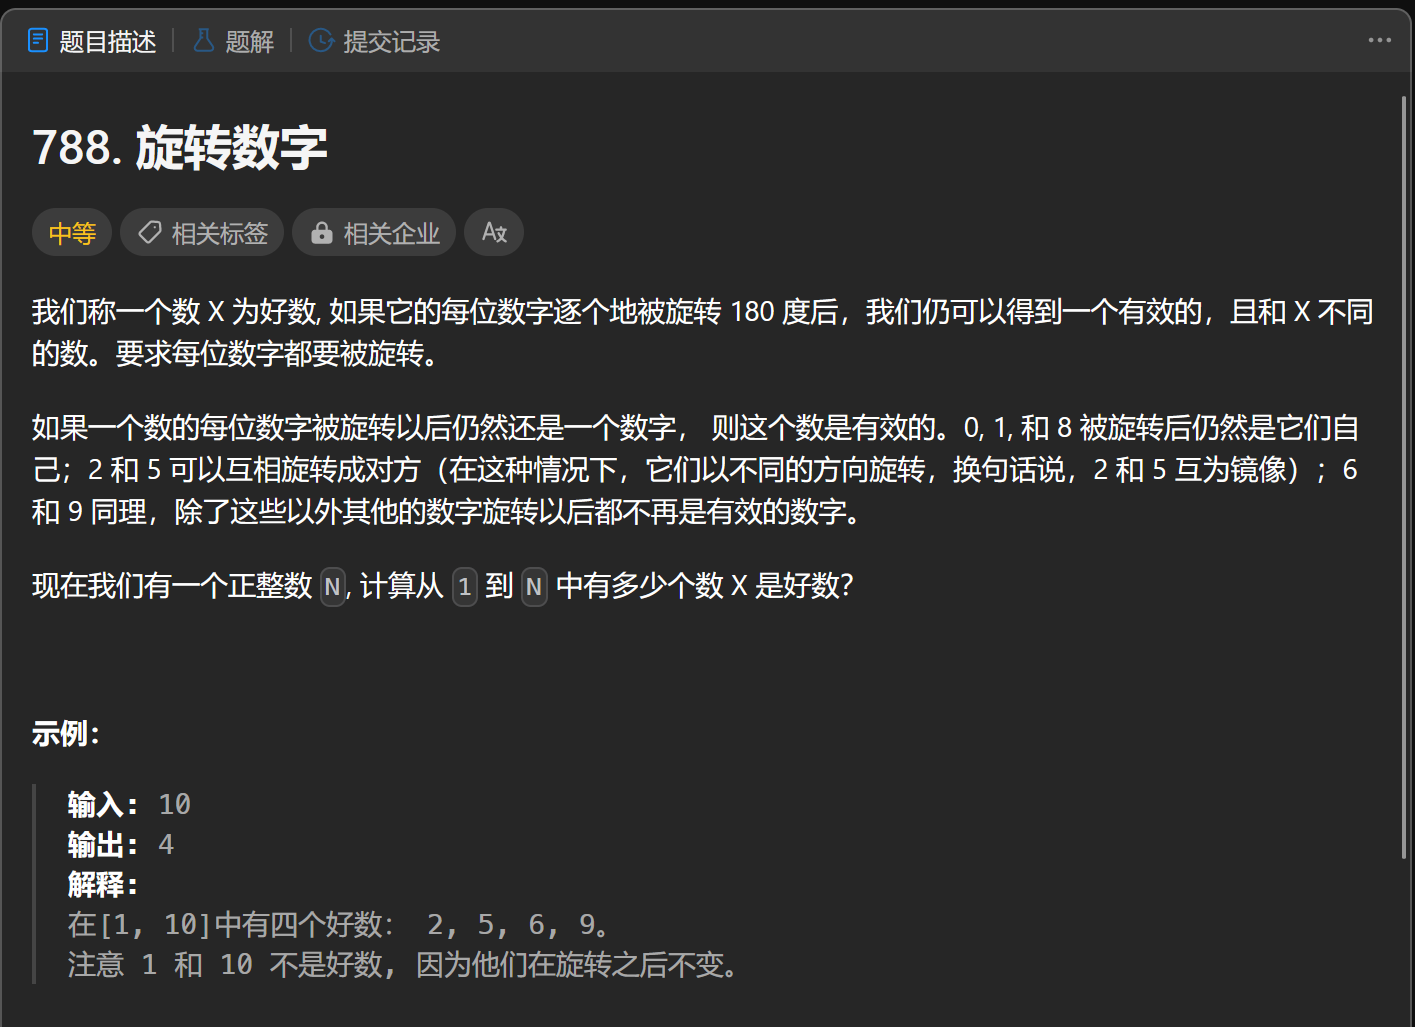 题目描述 题解 提交记录
788. 旋转数字
中等 相关标签 相关企业
我们称一个数 X 为好数, 如果它的每位数字逐个地被旋转 180 度后，我们仍可以得到一个有效的，且和 X 不同
的数。要求每位数字都要被旋转。
如果一个数的每位数字被旋转以后仍然还是一个数字， 则这个数是有效的。0, 1, 和 8 被旋转后仍然是它们自
己；2 和 5 可以互相旋转成对方（在这种情况下，它们以不同的方向旋转，换句话说，2 和 5 互为镜像）；6
和 9 同理，除了这些以外其他的数字旋转以后都不再是有效的数字。
现在我们有一个正整数 N, 计算从 1 到 N 中有多少个数 X 是好数？
示例：
输入: 10
输出: 4
解释:
在[1, 10]中有四个好数： 2, 5, 6, 9。
注意 1 和 10 不是好数, 因为他们在旋转之后不变。